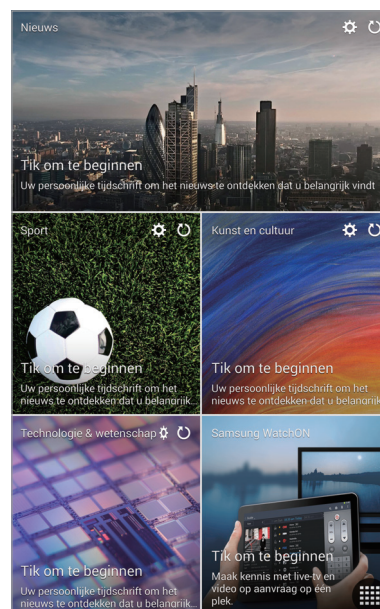 Nieuws
Tik om te beginnen
Uw persoonlijke tijdschrift om het nieuws te ontdekken dat u belangrijk vindt
Sport
Tik om te beginnen
Uw persoonlijke tijdschrift om het
nieuws te ontdekken dat u belangrijk...
Kunst en cultuur
Tik om te beginnen
Uw persoonlijke tijdschrift om het
nieuws te ontdekken dat u belangrijk
Technologie & wetenschap
Tik om te beginnen
Uw persoonlijke tijdschrift om het
nieuws te ontdekken dat u belangrijk...
Samsung WatchON
Tik om te beginnen
Maak kennis met live-tv en
video op aanvraag op één
plek.